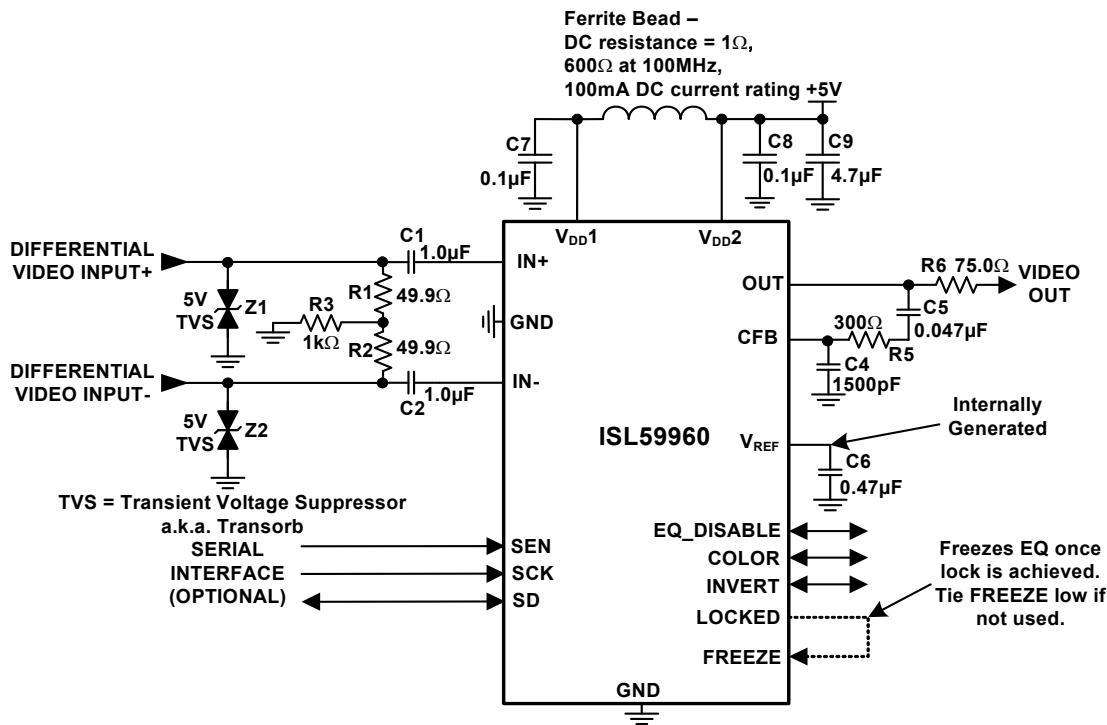 Ferrite Bead –
DC resistance = 1Ω,
600Ω at 100MHz,
100mA DC current rating +5V
C7
0.1µF
C8
0.1µF
C9
4.7µF
VDD1
VDD2
DIFFERENTIAL
VIDEO INPUT+
C1
1.0µF
IN+
5V
TVS
Z1
R1
49.9Ω
R3
1kΩ
GND
R2
49.9Ω
DIFFERENTIAL
VIDEO INPUT-
C2
1.0µF
IN-
5V
TVS
Z2
OUT
R6 75.0Ω
VIDEO
OUT
C5
0.047µF
300Ω
R5
CFB
C4
1500pF
ISL59960
VREF
Internally
Generated
C6
0.47µF
TVS = Transient Voltage Suppressor
a.k.a. Transorb
SERIAL
INTERFACE
(OPTIONAL)
SEN
SCK
SD
EQ_DISABLE
COLOR
INVERT
LOCKED
FREEZE
Freezes EQ once
lock is achieved.
Tie FREEZE low if
not used.
GND